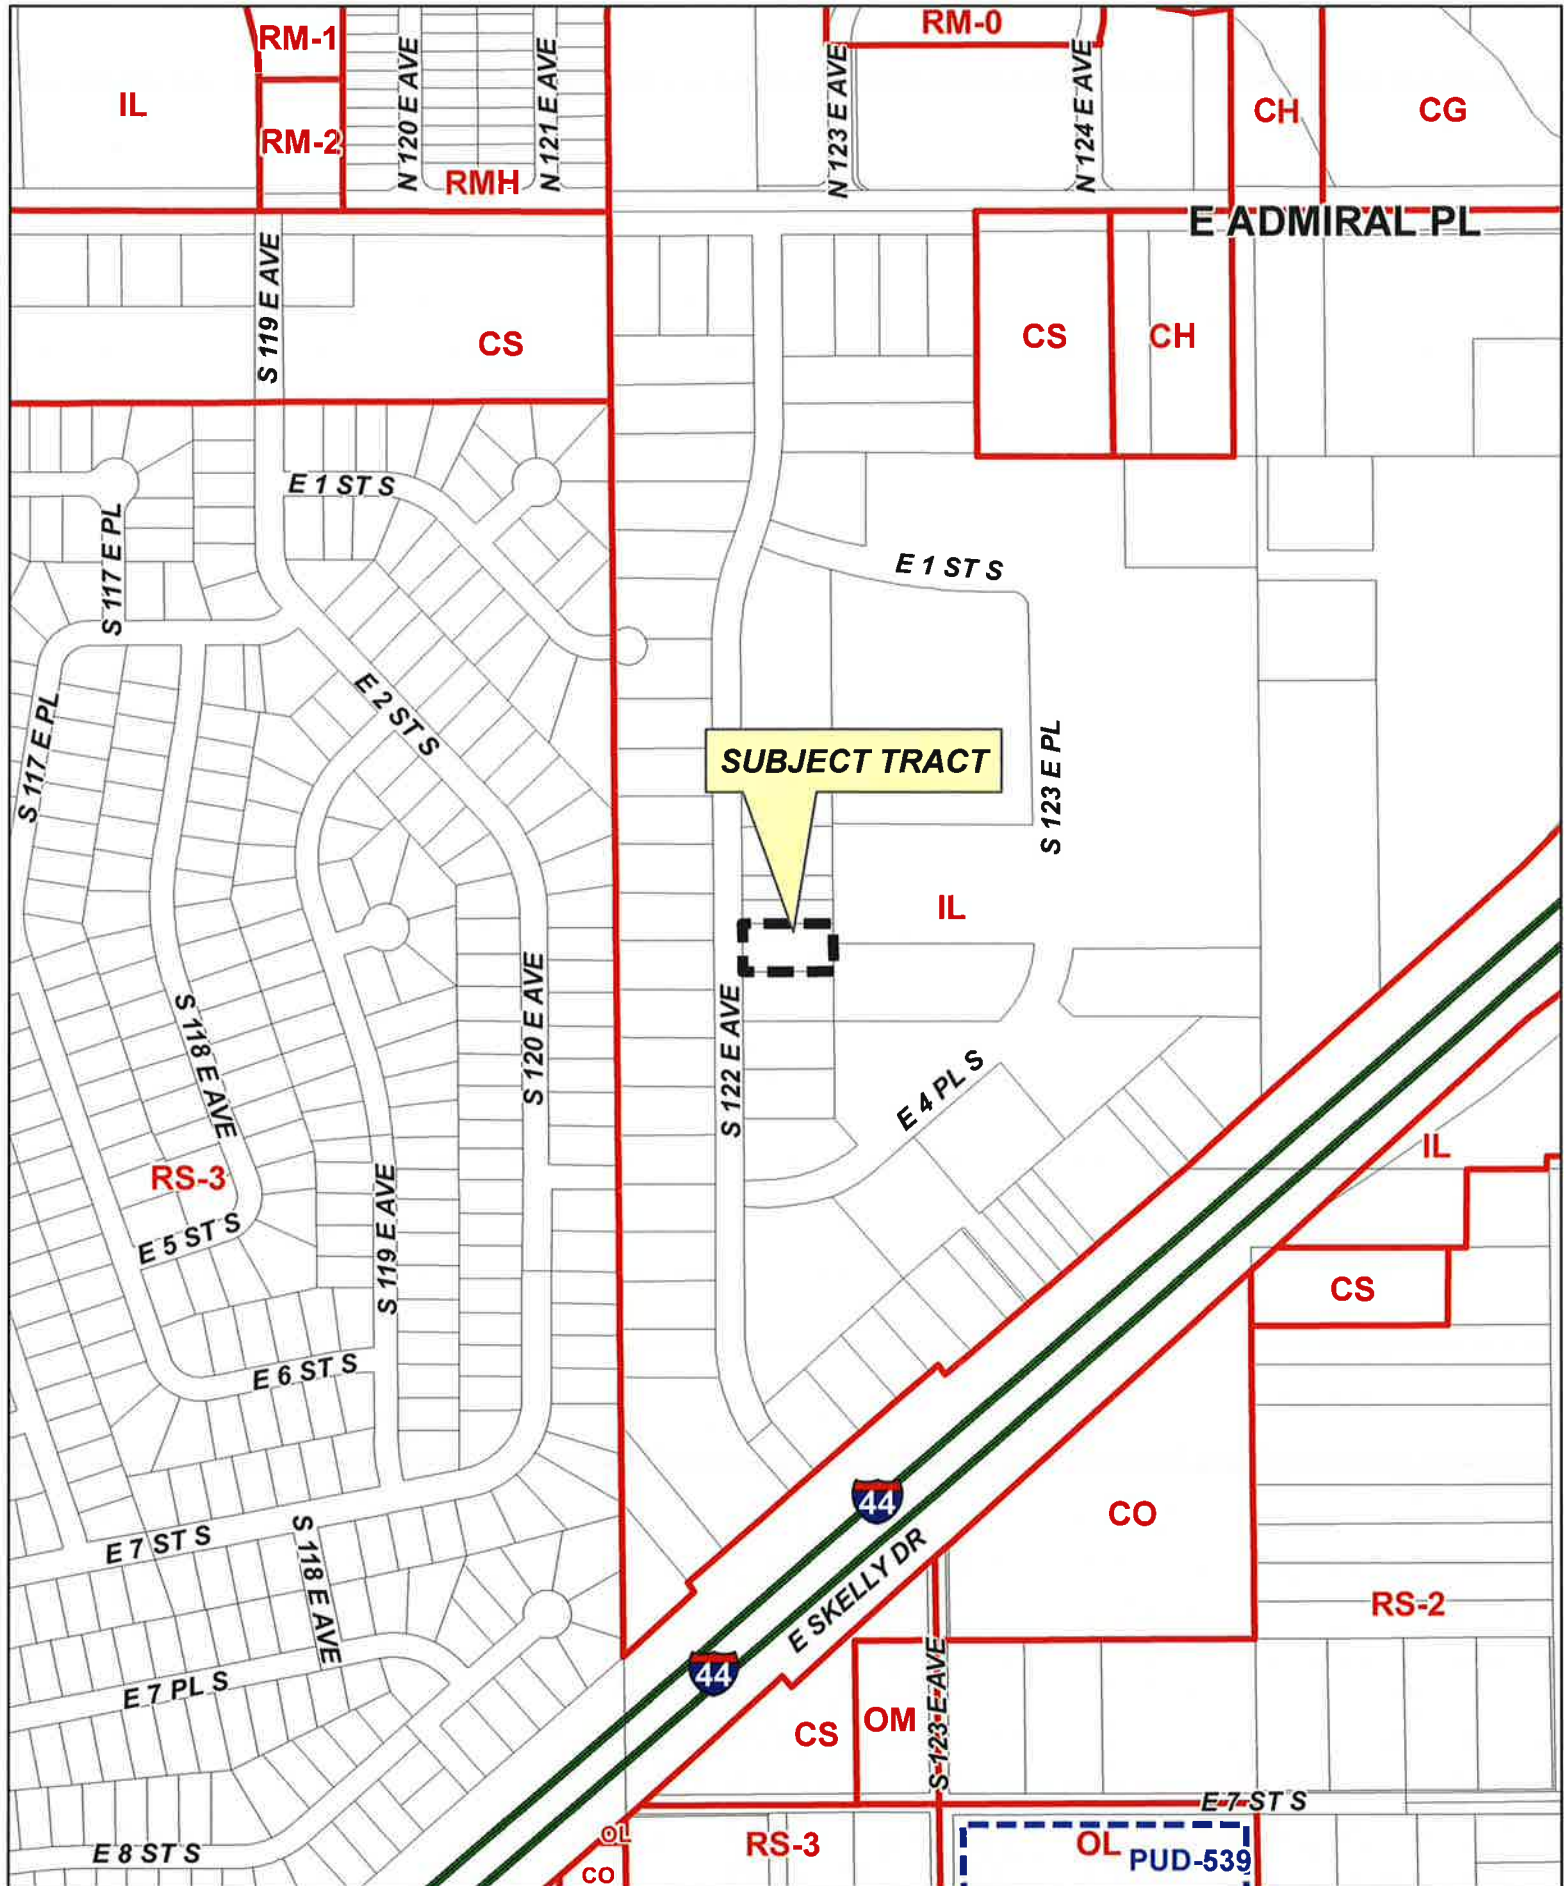 RM-1
RM-0
IL
RM-2
N 120 E AVE
N 121 E AVE
N 123 E AVE
N 124 E AVE
CH
CG
RMH
E ADMIRAL PL
S 119 E AVE
CS
CS
CH
E 1 ST S
S 117 E PL
E 1 ST S
S 117 E PL
E 2 ST S
SUBJECT TRACT
S 123 E PL
IL
S 118 E AVE
S 120 E AVE
S 122 E AVE
E 4 PL S
IL
RS-3
E 5 ST S
S 119 E AVE
CS
E 6 ST S
44
CO
E 7 ST S
S 118 E AVE
E SKELLY DR
RS-2
44
E 7 PL S
CS
OM
S 123 E AVE
E 7 ST S
E 8 ST S
OL
RS-3
OL
PUD-539
CO